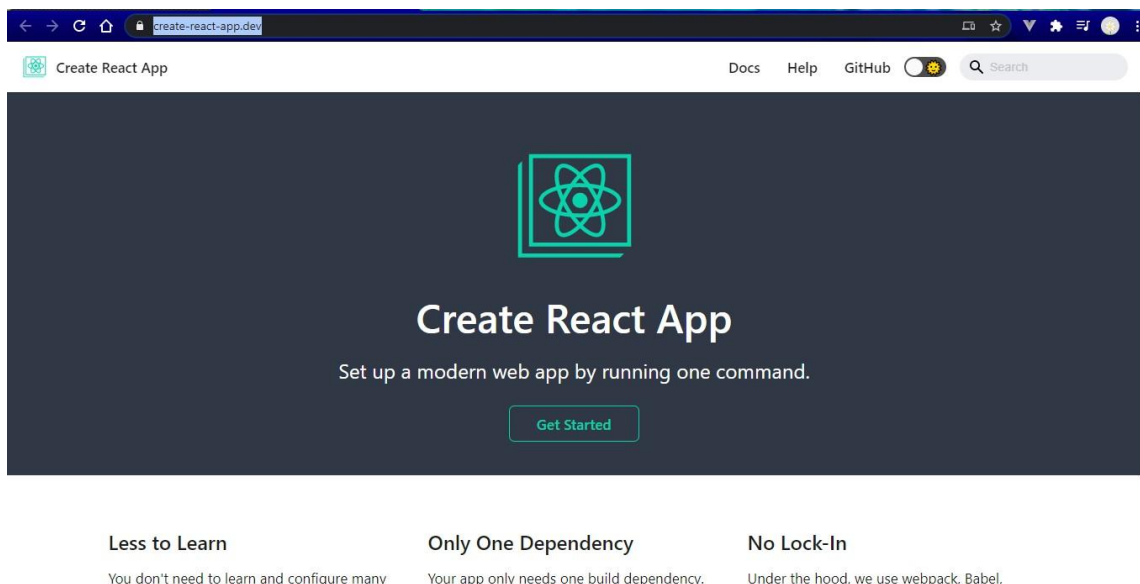 create-react-app.dev
Create React App
Docs Help GitHub Search
Create React App
Set up a modern web app by running one command.
Get Started
Less to Learn Only One Dependency No Lock-In
You don't need to learn and configure many Your app only needs one build dependency. Under the hood, we use webpack, Babel,